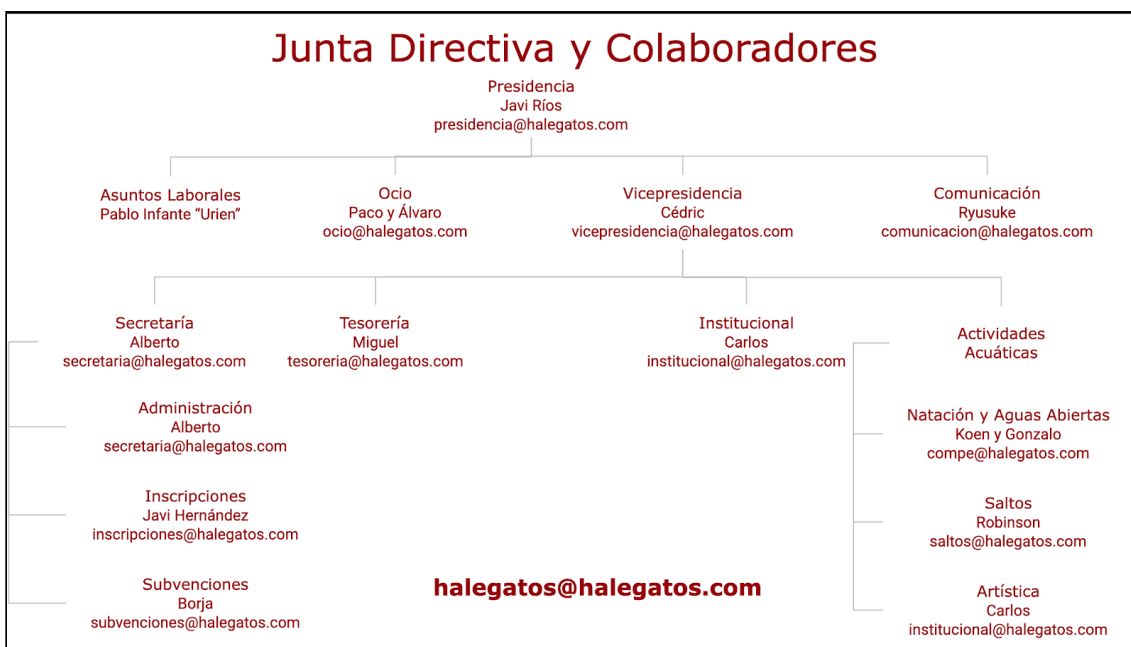 Junta Directiva y Colaboradores
Presidencia
Javi Ríos
presidencia@halegatos.com
Asuntos Laborales
Pablo Infante “Urien”
Ocio
Paco y Álvaro
ocio@halegatos.com
Vicepresidencia
Cédric
vicepresidencia@halegatos.com
Comunicación
Ryusuke
comunicacion@halegatos.com
Secretaría
Alberto
secretaria@halegatos.com
Tesorería
Miguel
tesoreria@halegatos.com
Institucional
Carlos
institucional@halegatos.com
Actividades
Acuáticas
Administración
Alberto
secretaria@halegatos.com
Natación y Aguas Abiertas
Koen y Gonzalo
compe@halegatos.com
Inscripciones
Javi Hernández
inscripciones@halegatos.com
Saltos
Robinson
saltos@halegatos.com
Subvenciones
Borja
subvenciones@halegatos.com
halegatos@halegatos.com
Artística
Carlos
institucional@halegatos.com